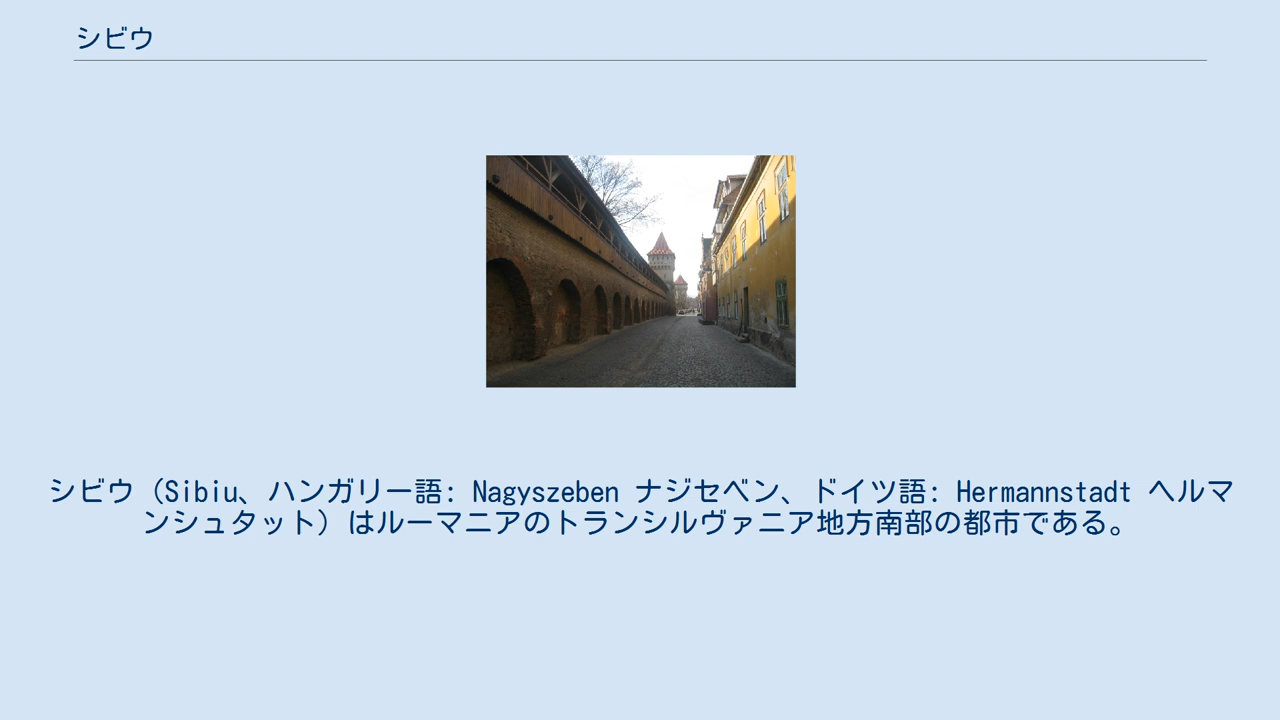 シビウ
シビウ（Sibiu、ハンガリー語: Nagyszeben ナジセベン、ドイツ語: Hermannstadt ヘルマ
ンシュタット）はルーマニアのトランシルヴァニア地方南部の都市である。